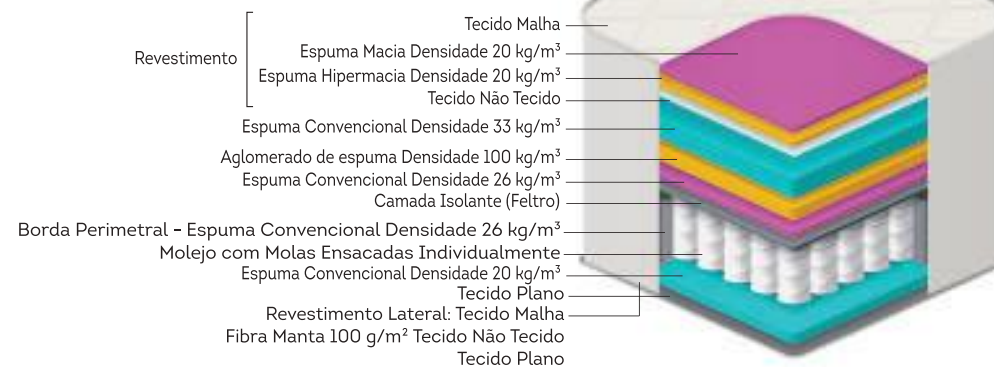 Tecido Malha
Espuma Macia Densidade 20 kg/m³
Revestimento
Espuma Hipermacia Densidade 20 kg/m³
Tecido Não Tecido
Espuma Convencional Densidade 33 kg/m³
Aglomerado de espuma Densidade 100 kg/m³
Espuma Convencional Densidade 26 kg/m³
Camada Isolante (Feltro)
Borda Perimetral - Espuma Convencional Densidade 26 kg/m³
Molejo com Molas Ensacadas Individualmente
Espuma Convencional Densidade 20 kg/m³
Tecido Plano
Revestimento Lateral: Tecido Malha
Fibra Manta 100 g/m² Tecido Não Tecido
Tecido Plano